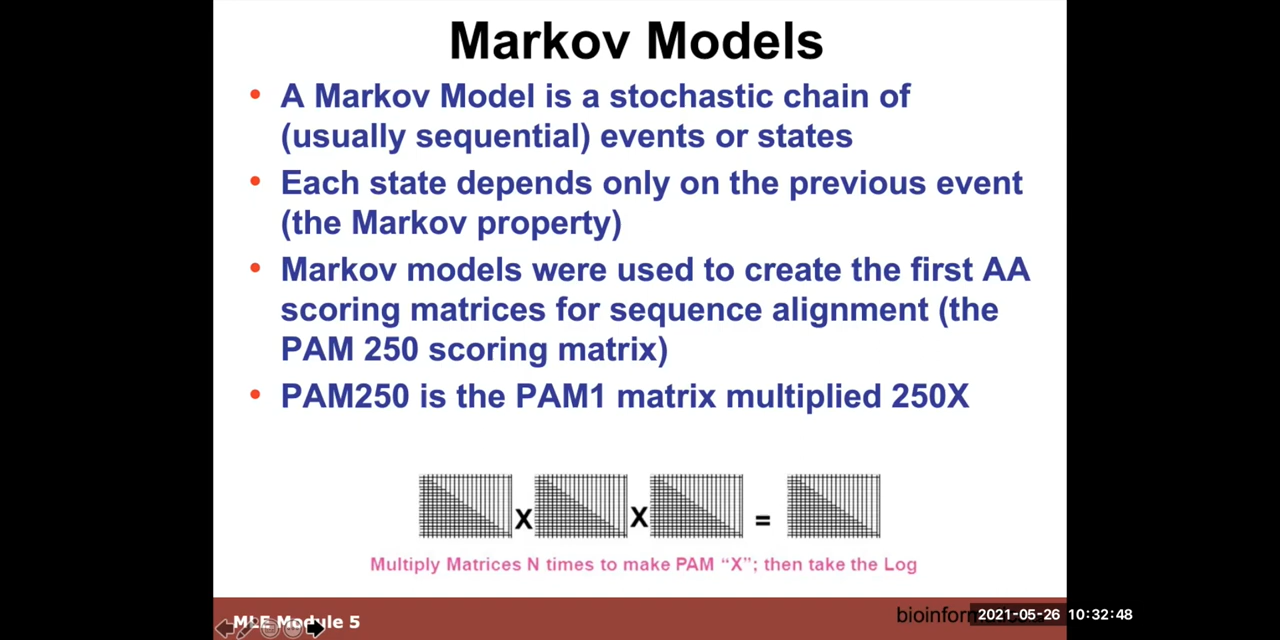 Markov Models
• A Markov Model is a stochastic chain of
(usually sequential) events or states
• Each state depends only on the previous event
(the Markov property)
• Markov models were used to create the first AA
scoring matrices for sequence alignment (the
PAM 250 scoring matrix)
• PAM250 is the PAM1 matrix multiplied 250X
X X =
Multiply Matrices N times to make PAM “X”; then take the Log
MLE Module 5
2021-05-26 10:32:48